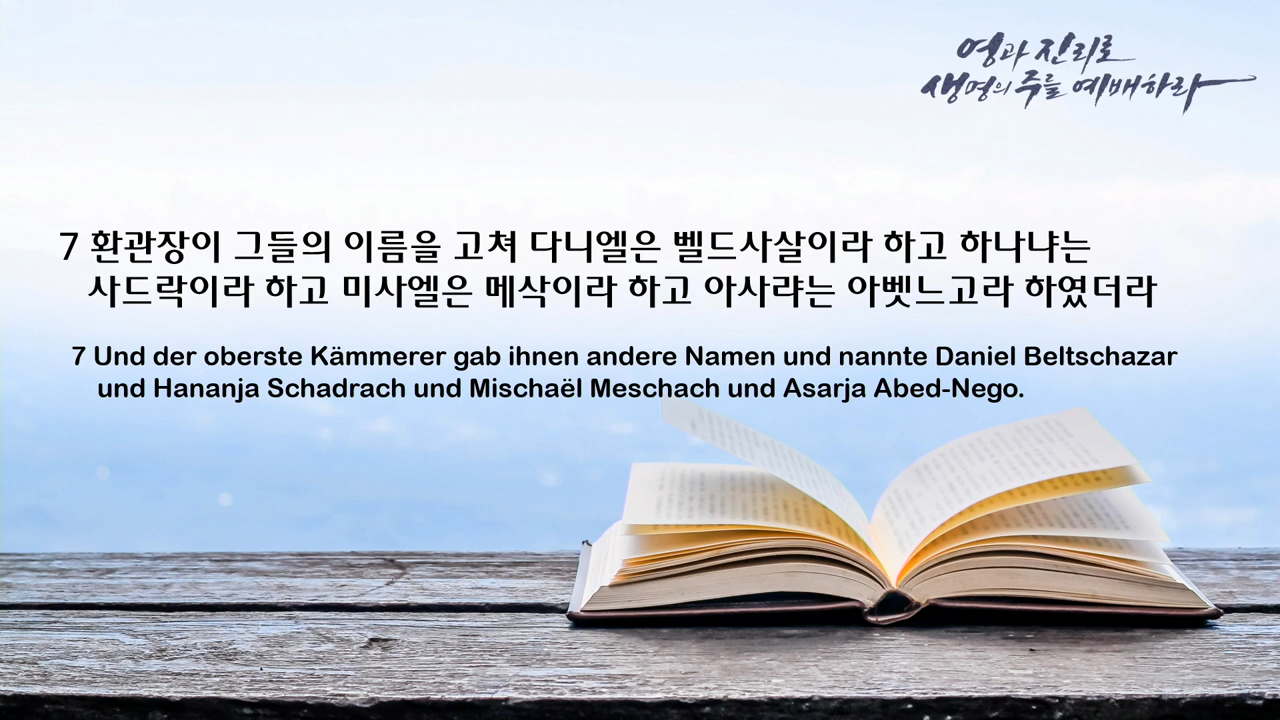 영과 진리로
생명의 주를 예배하라
7 환관장이 그들의 이름을 고쳐 다니엘은 벨드사살이라 하고 하나냐는
사드락이라 하고 미사엘은 메삭이라 하고 아사랴는 아벳느고라 하였더라
7 Und der oberste Kämmerer gab ihnen andere Namen und nannte Daniel Beltschazar
und Hananja Schadrach und Mischaël Meschach und Asarja Abed-Nego.